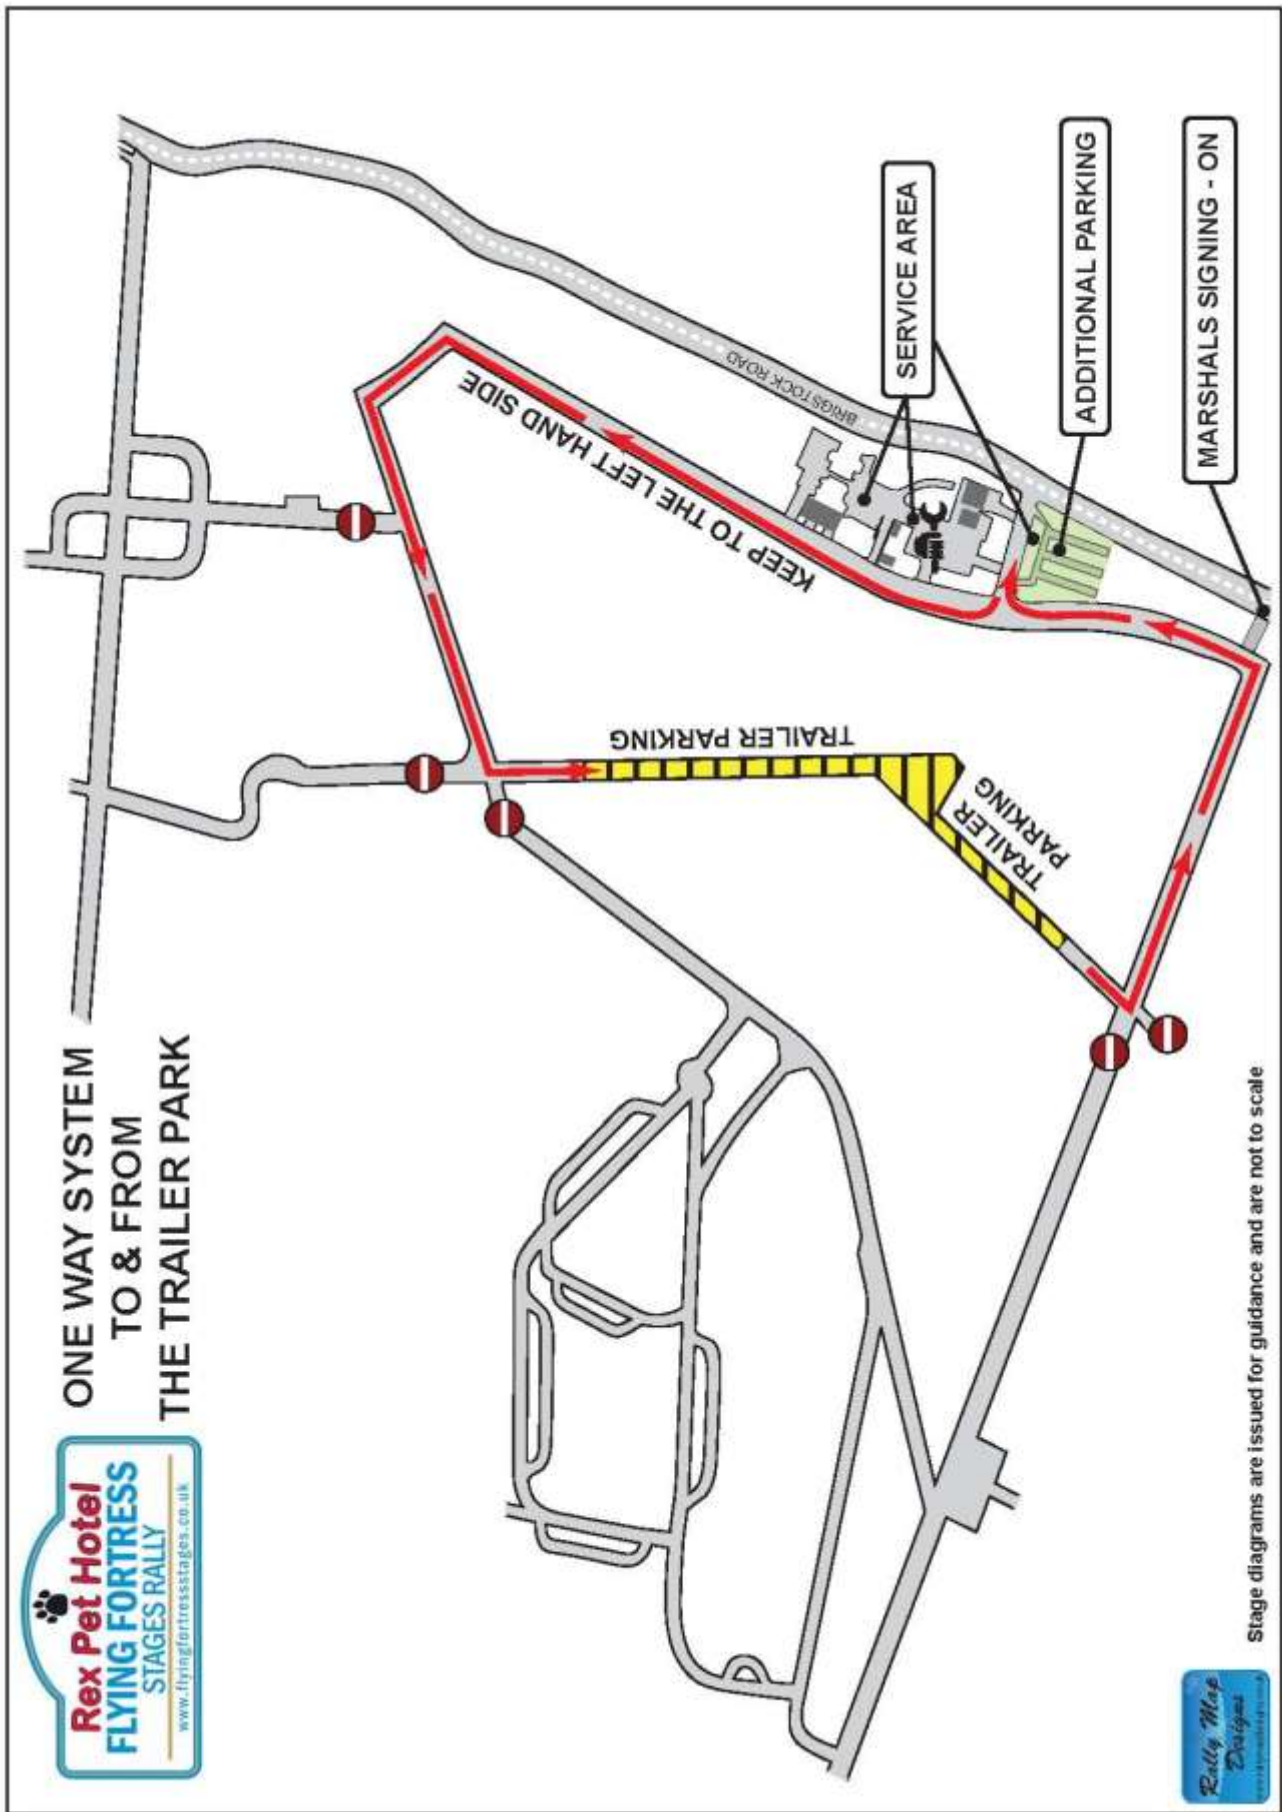 Rex Pet Hotel
FLYING FORTRESS
STAGES RALLY
www.flyingfortressstages.co.uk
ONE WAY SYSTEM
TO & FROM
THE TRAILER PARK
KEEP TO THE LEFT HAND SIDE
BRIGSTOCK ROAD
SERVICE AREA
ADDITIONAL PARKING
MARSHALS SIGNING - ON
TRAILER PARKING
TRAILER
PARKING
Rally Map
Designs
Stage diagrams are issued for guidance and are not to scale